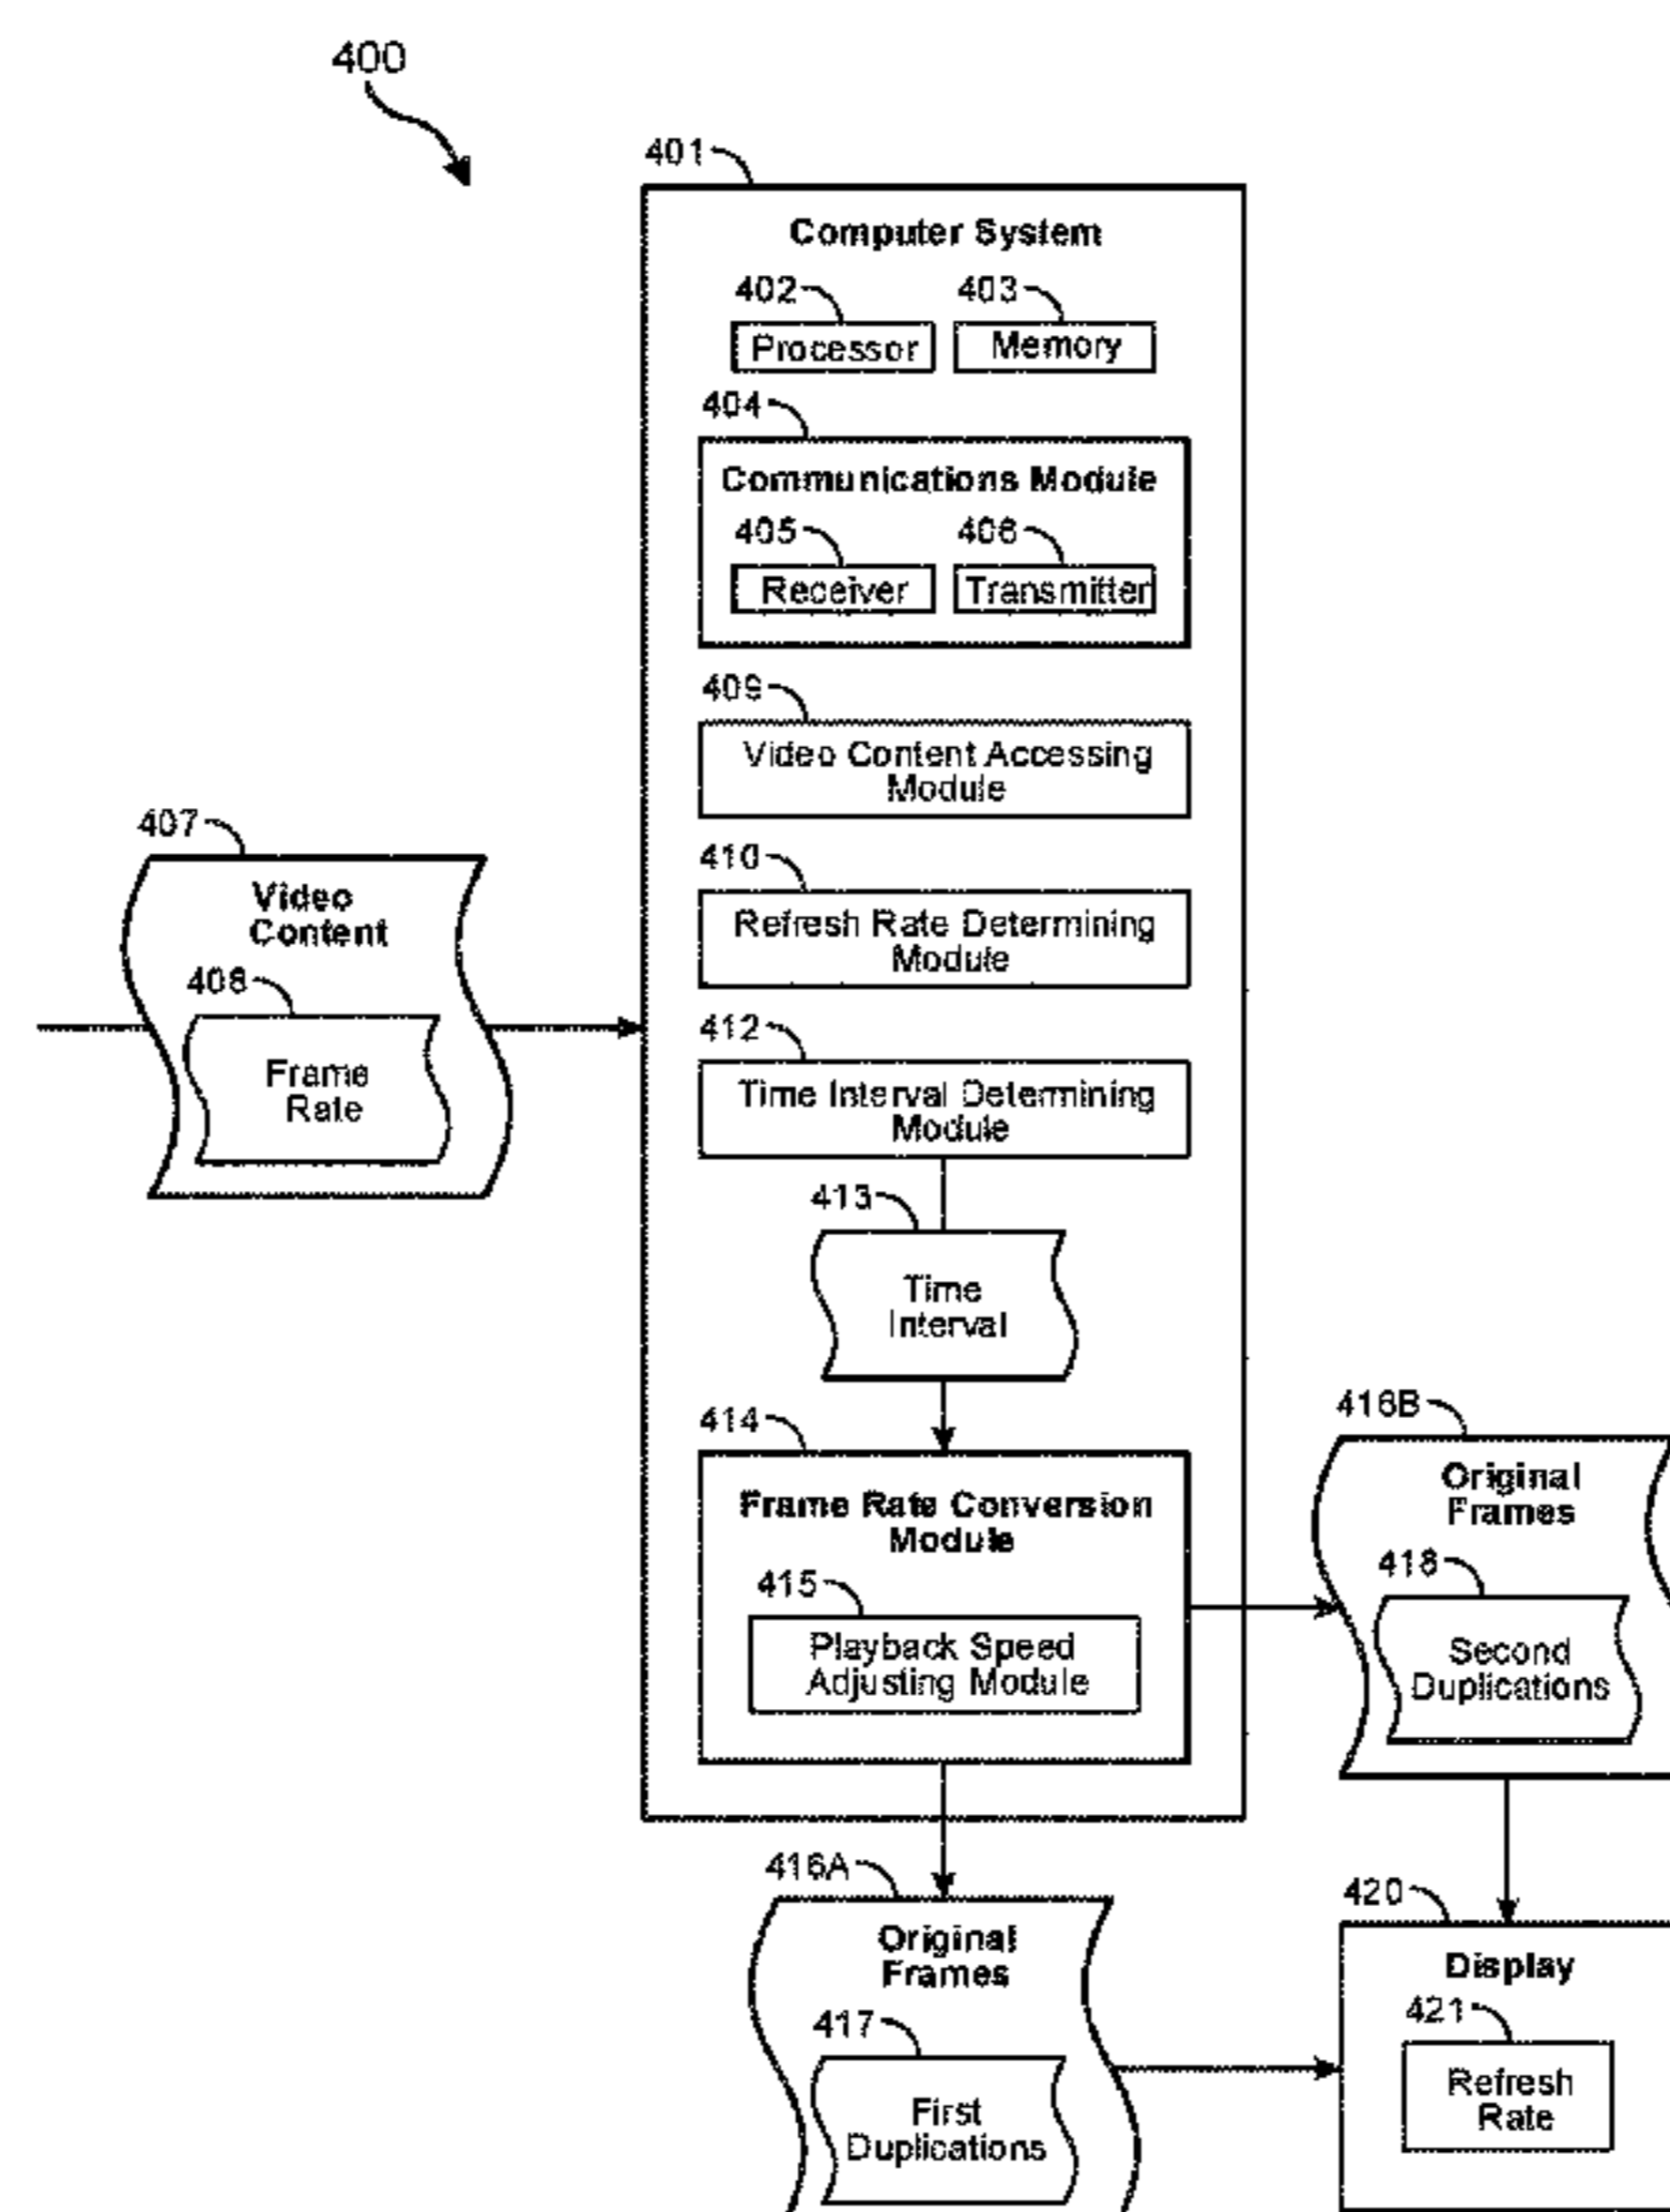 400
401
Computer System
402
403
Processor
Memory
404
Communications Module
405
406
Receiver
Transmitter
409
Video Content Accessing
Module
407
Video
Content
408
Frame
Rate
410
Refresh Rate Determining
Module
412
Time Interval Determining
Module
413
Time
Interval
414
Frame Rate Conversion
Module
415
Playback Speed
Adjusting Module
416B
Original
Frames
418
Second
Duplications
416A
Original
Frames
417
First
Duplications
420
Display
421
Refresh
Rate